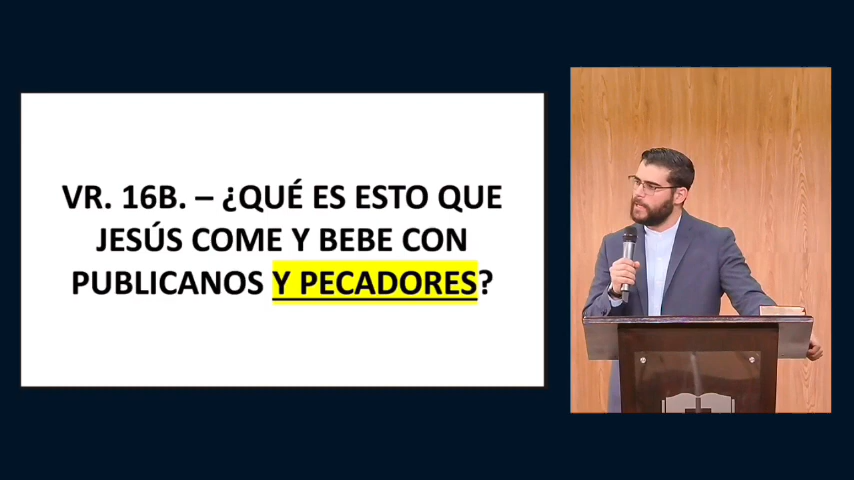 VR. 16B. – ¿QUÉ ES ESTO QUE
JESÚS COME Y BEBE CON
PUBLICANOS Y PECADORES?